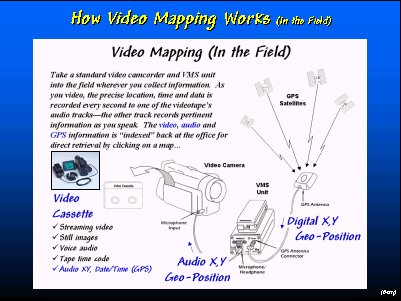 How Video Mapping Works (In the Field)
Video Mapping (In the Field)
Take a standard video camcorder and VMS unit
into the field wherever you collect information. As
you video, the precise location, time and data is
recorded every second to one of the videotape's
audio tracks—the other track records pertinent
information as you speak. The video, audio and
GPS information is "indexed" back at the office for
direct retrieval by clicking on a map...
GPS
Satellites
Video Camera
VMS
Unit
GPS Antenna
Video
Cassette
✓ Streaming video
✓ Still images
✓ Voice audio
✓ Tape time code
✓ Audio XY, Date/Time (GPS)
Microphone
Input
Digital X,Y
Geo-Position
GPS Antenna
Connector
Audio X,Y
Geo-Position
Microphone/
Headphone